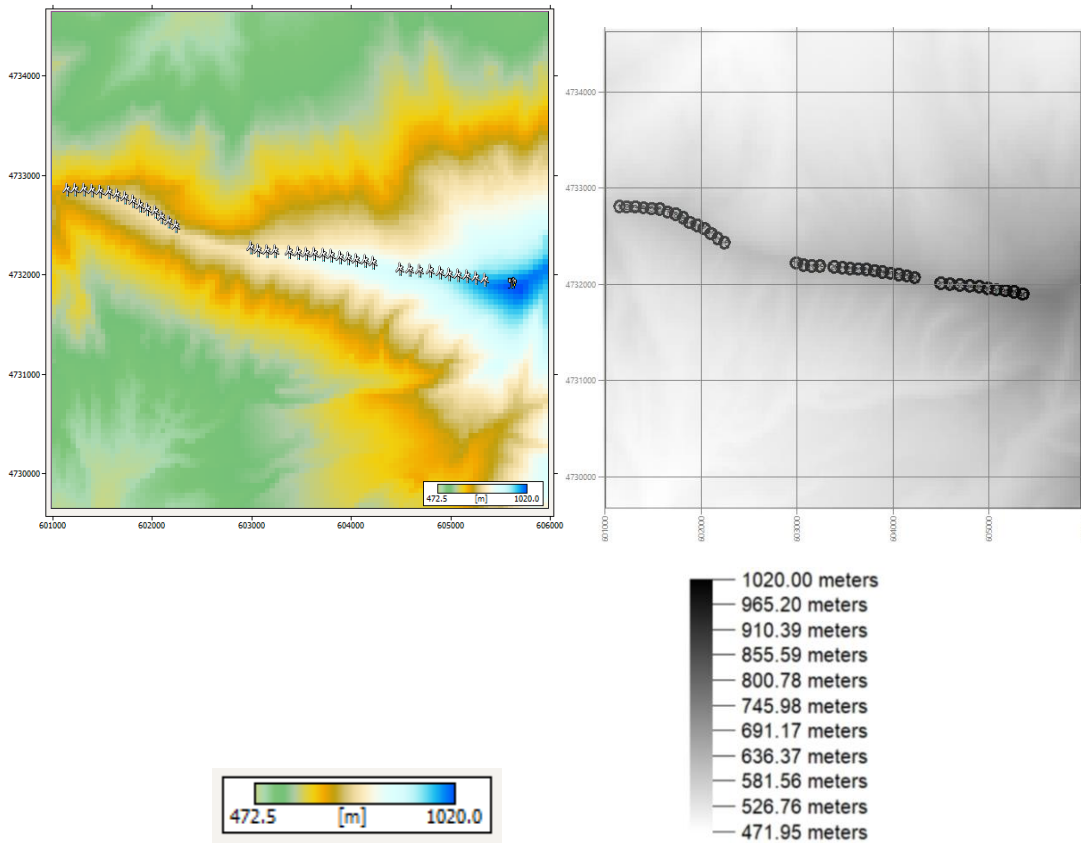 4734000
4733000
4732000
4731000
4730000
601000 602000 603000 604000 605000 606000
472.5 [m] 1020.0
4734000
4733000
4732000
4731000
4730000
601000 602000 603000 604000 605000
472.5 [m] 1020.0
1020.00 meters
965.20 meters
910.39 meters
855.59 meters
800.78 meters
745.98 meters
691.17 meters
636.37 meters
581.56 meters
526.76 meters
471.95 meters